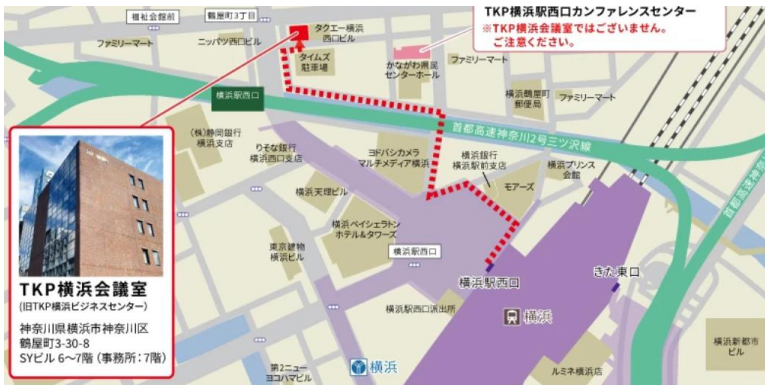 TKP横浜駅西口カンファレンスセンター
※TKP横浜会議室ではございません。
ご注意ください。
福祉会館前
鶴屋町3丁目
タクエー横浜
西口ビル
ファミリーマート
ニッパツ西口ビル
タイムズ
駐車場
かながわ県民
センターホール
ファミリーマート
横浜駅西口
横浜鶴屋町
郵便局
ファミリーマート
首都高速神奈川2号三ツ沢線
(株)静岡銀行
横浜支店
りそな銀行
横浜西口支店
ヨドバシカメラ
マルチメディア横浜
横浜銀行
横浜駅前支店
モアーズ
横浜プリンス
会館
首都高速神奈
横浜天理ビル
横浜ベイシェラトン
ホテル&タワーズ
東京建物
横浜ビル
横浜駅西口
横浜駅西口
きた東口
横浜駅西口派出所
横浜
横浜新都市
ビル
ルミネ横浜店
第2ニュー
ヨコハマビル
横浜
TKP横浜会議室
(旧TKP横浜ビジネスセンター)
神奈川県横浜市神奈川区
鶴屋町3-30-8
SYビル 6〜7階 (事務所:7階)